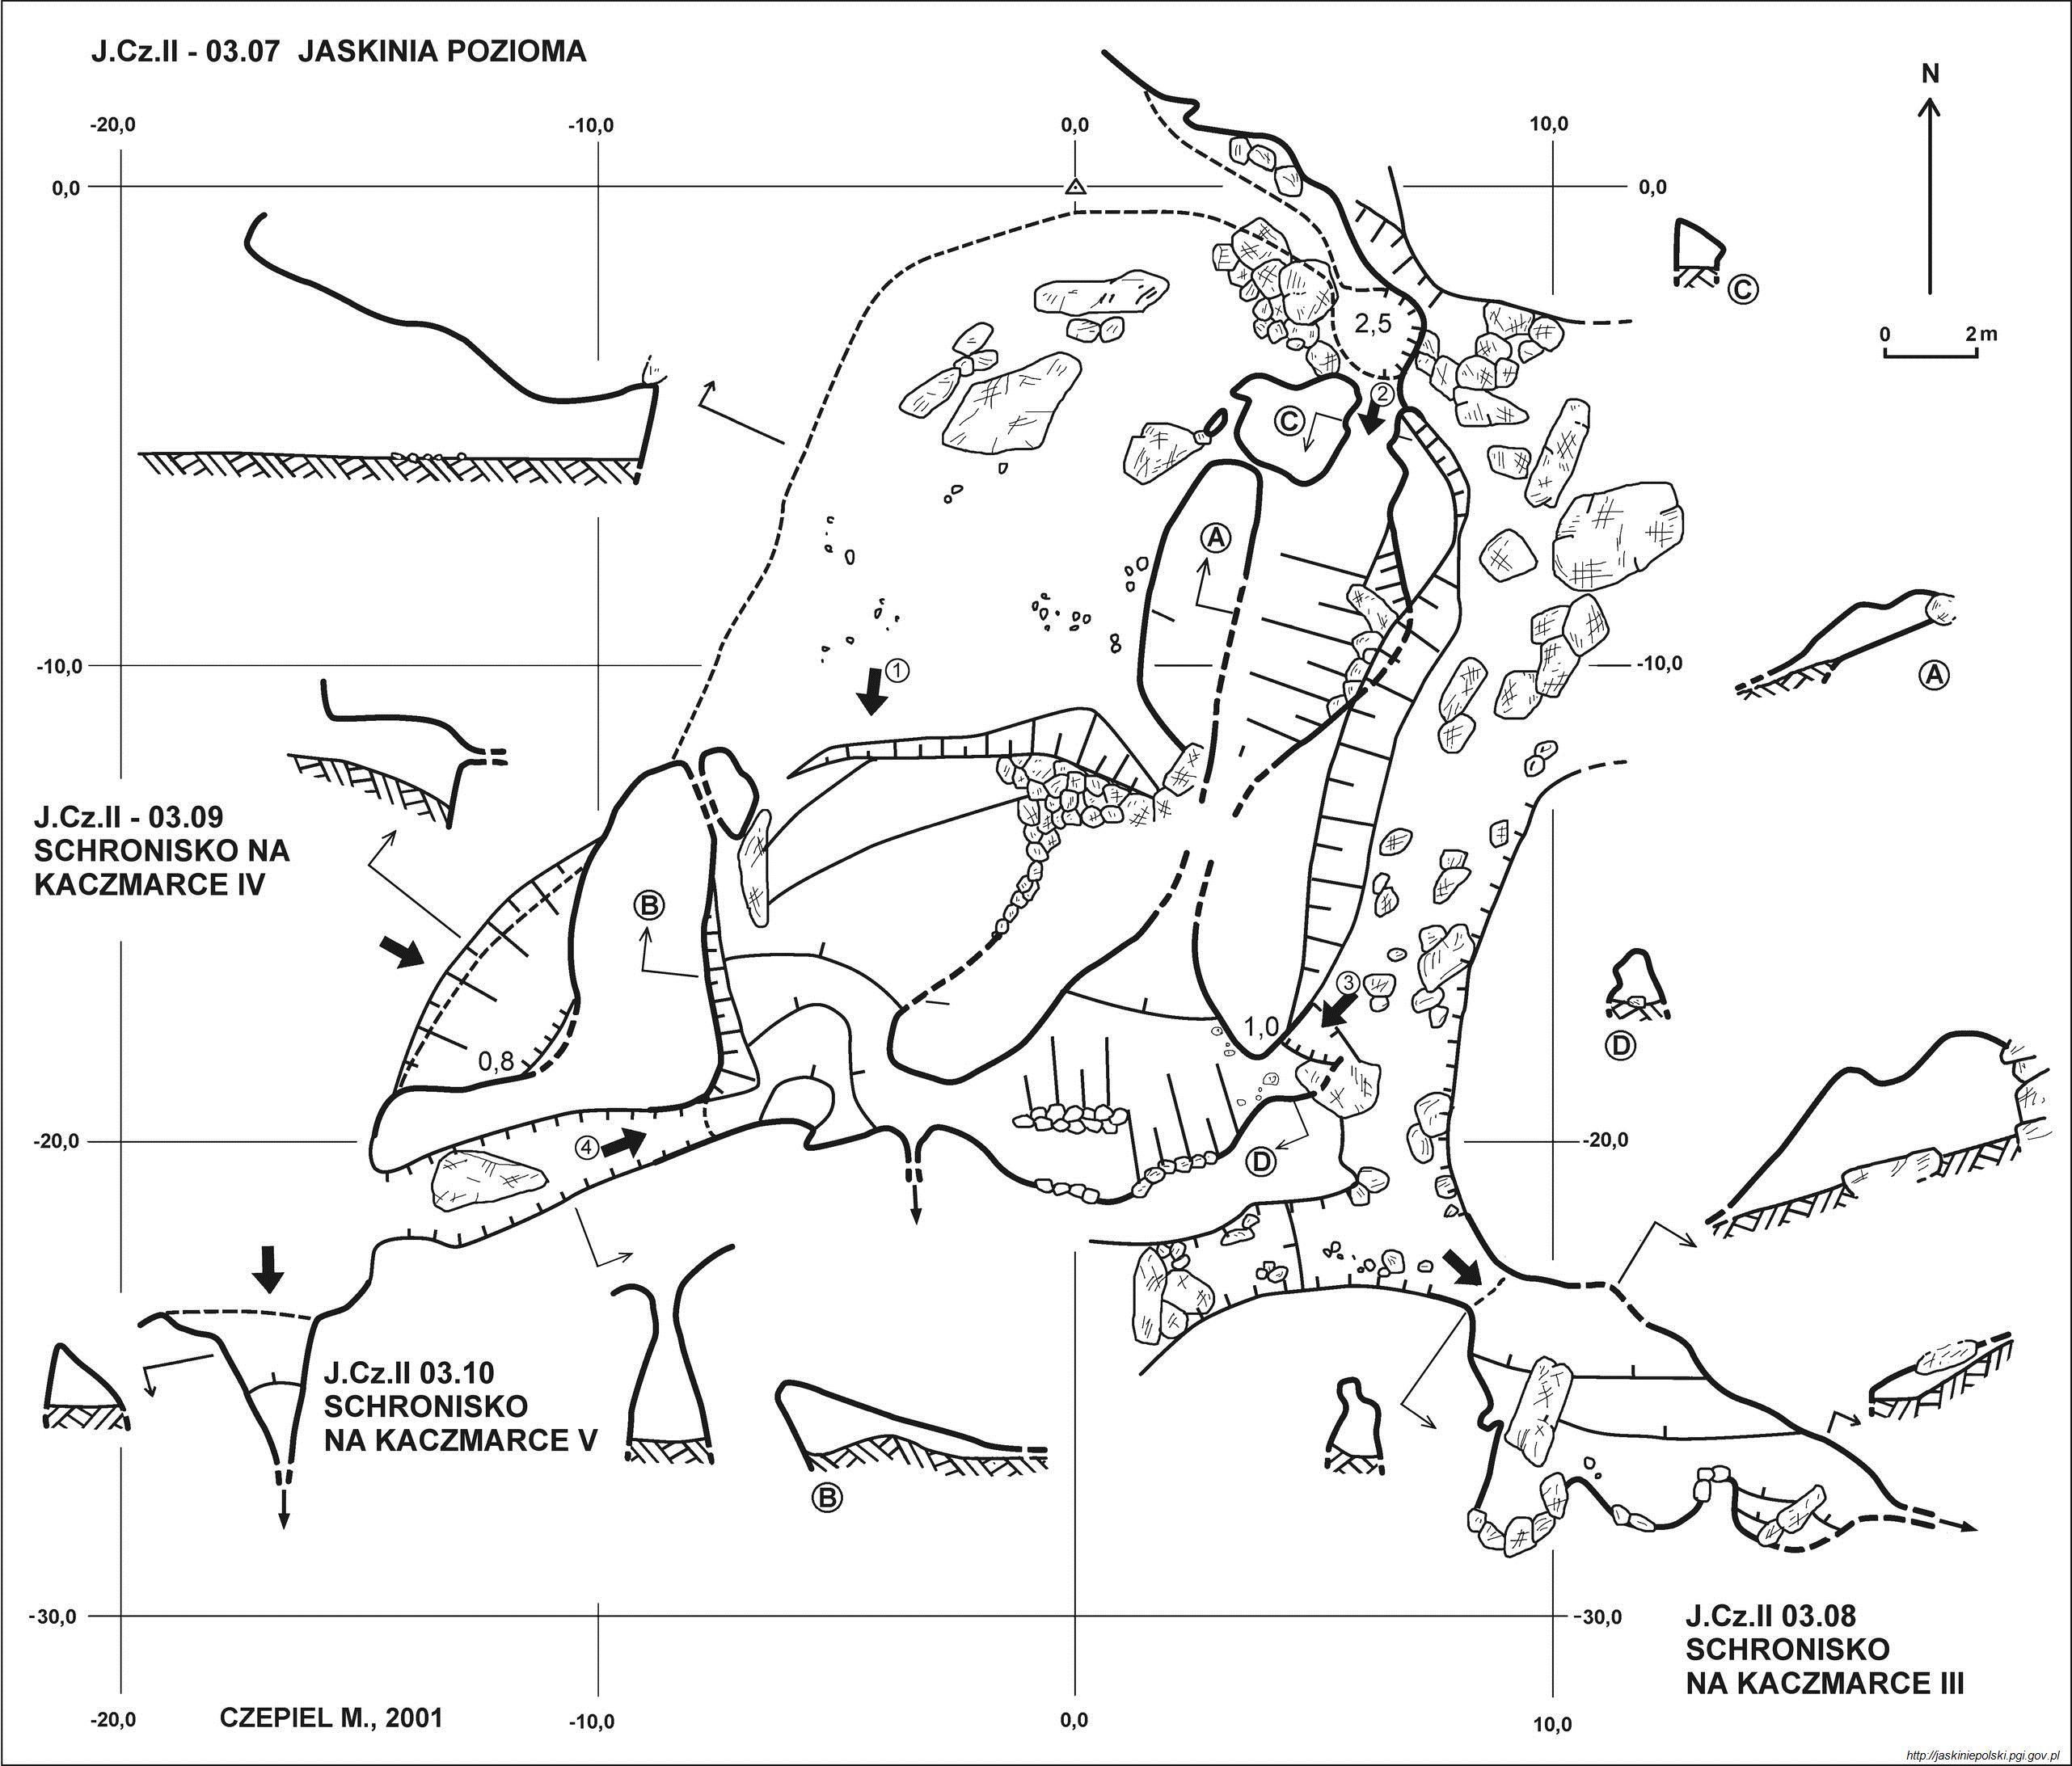 J.Cz.II - 03.07 JASKINIA POZIOMA
N
-20,0
-10,0
0,0
10,0
0,0
0,0
C
2,5
0
2m
2
C
A
1
-10,0
-10,0
A
J.Cz.II - 03.09
SCHRONISKO NA
KACZMARCE IV
B
3
1,0
D
0,8
4
-20,0
-20,0
D
J.Cz.II 03.10
SCHRONISKO
NA KACZMARCE V
B
-30,0
-30,0
J.Cz.II 03.08
SCHRONISKO
NA KACZMARCE III
-20,0
CZEPIEL M., 2001
-10,0
0,0
10,0
http://jaskiniepolski.pgi.gov.pl